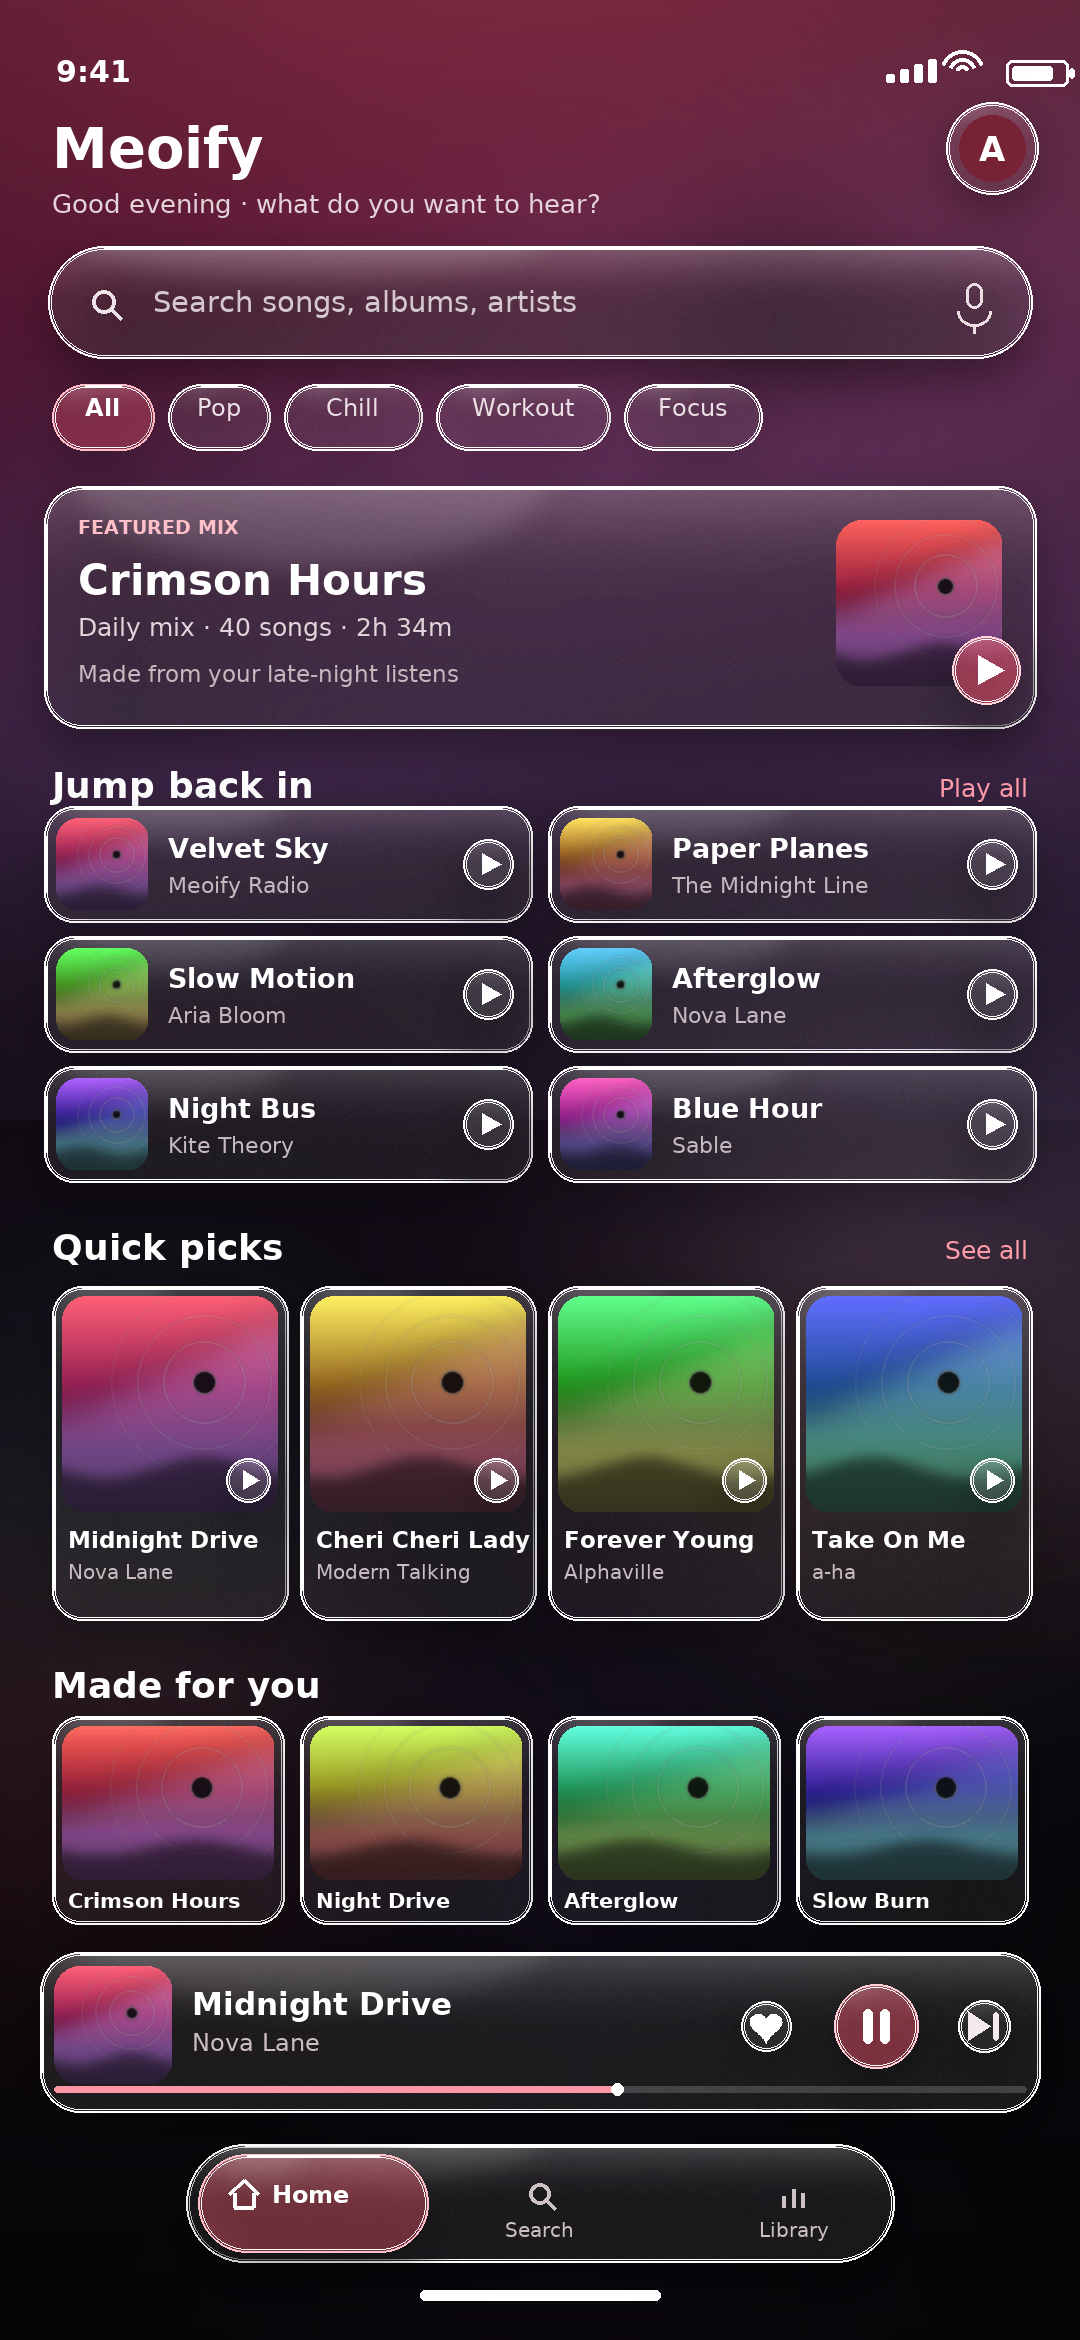 9:41
Meoify
A
Good evening · what do you want to hear?
Search songs, albums, artists
All
Pop
Chill
Workout
Focus
FEATURED MIX
Crimson Hours
Daily mix · 40 songs · 2h 34m
Made from your late-night listens
Jump back in
Play all
Velvet Sky
Meoify Radio
Paper Planes
The Midnight Line
Slow Motion
Aria Bloom
Afterglow
Nova Lane
Night Bus
Kite Theory
Blue Hour
Sable
Quick picks
See all
Midnight Drive
Nova Lane
Cheri Cheri Lady
Modern Talking
Forever Young
Alphaville
Take On Me
a-ha
Made for you
Crimson Hours
Night Drive
Afterglow
Slow Burn
Midnight Drive
Nova Lane
Home
Search
Library